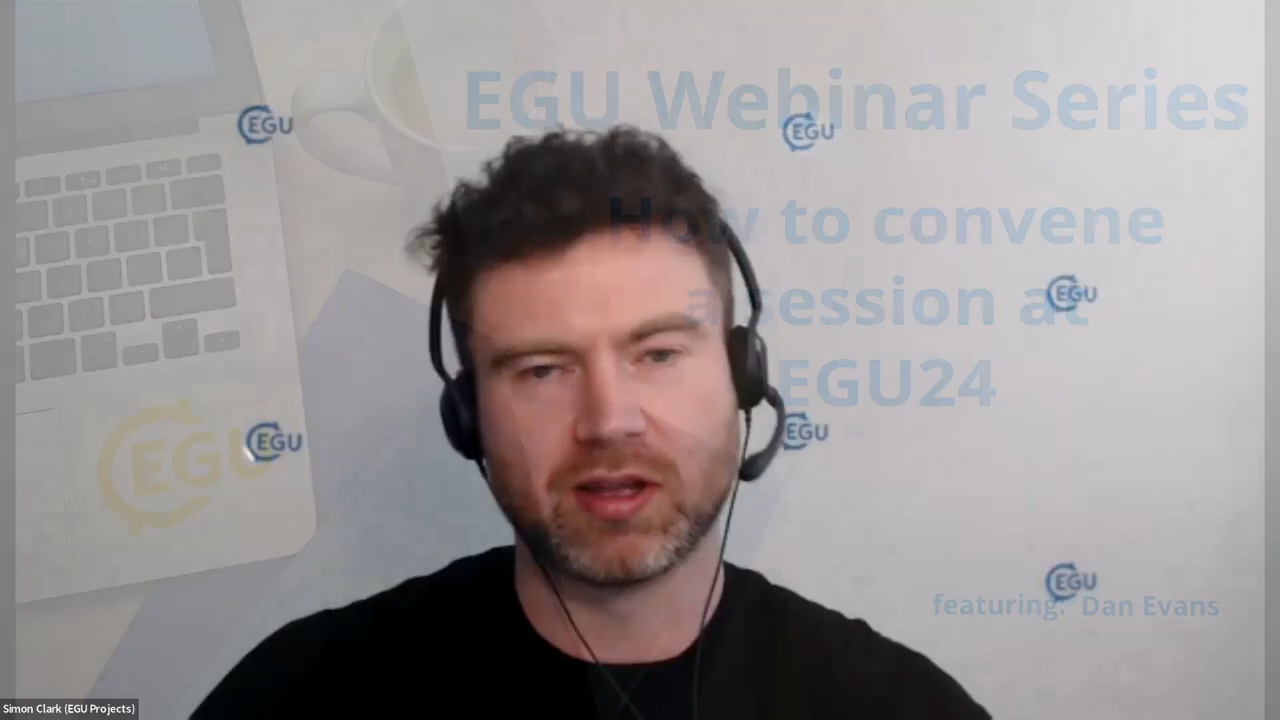 EGU Webinar Series
EGU
EGU
How to convene
a session at
EGU
EGU24
EGU
EGU
EGU
EGU
featuring: Dan Evans
Simon Clark (EGU Projects)